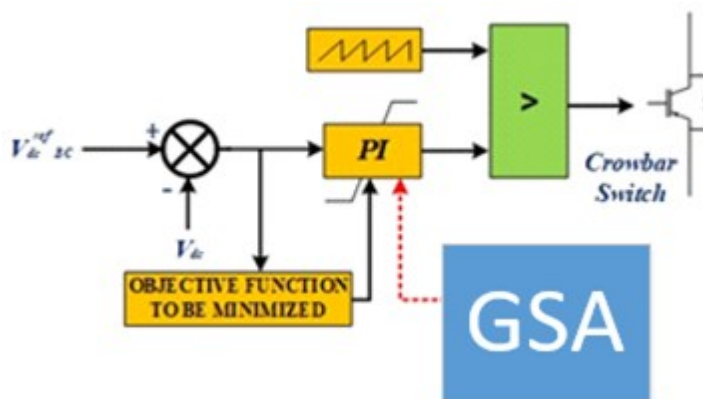 >
V_dc^ref_BC
+
-
PI
Crowbar
Switch
V_dc
OBJECTIVE FUNCTION
TO BE MINIMIZED
GSA